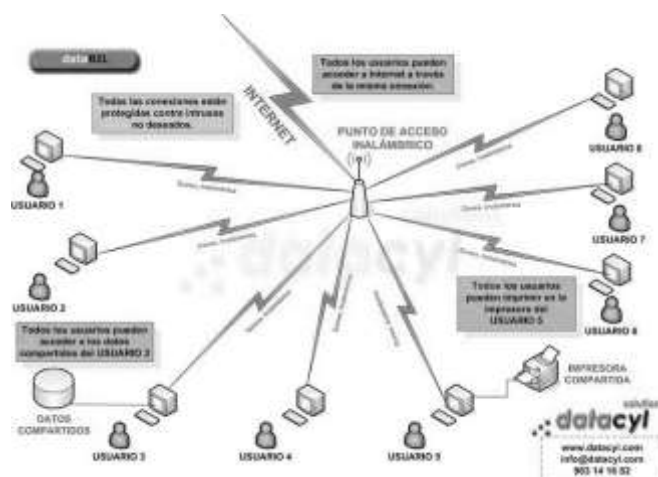 Todos los usuarios pueden
acceder a Internet a través
de la misma conexión.
Todas las conexiones están
protegidas contra intrusos
no deseados.
INTERNET
PUNTO DE ACCESO
INALÁMBRICO
USUARIO 1
USUARIO 2
USUARIO 8
USUARIO 7
USUARIO 6
datacyl
Todos los usuarios
pueden imprimir en la
impresora del
USUARIO 5
Todos los usuarios pueden
acceder a los datos
compartidos del USUARIO 3
DATOS
COMPARTIDOS
USUARIO 3
USUARIO 4
USUARIO 5
IMPRESORA
COMPARTIDA
datacyl
www.datacyl.com
info@datacyl.com